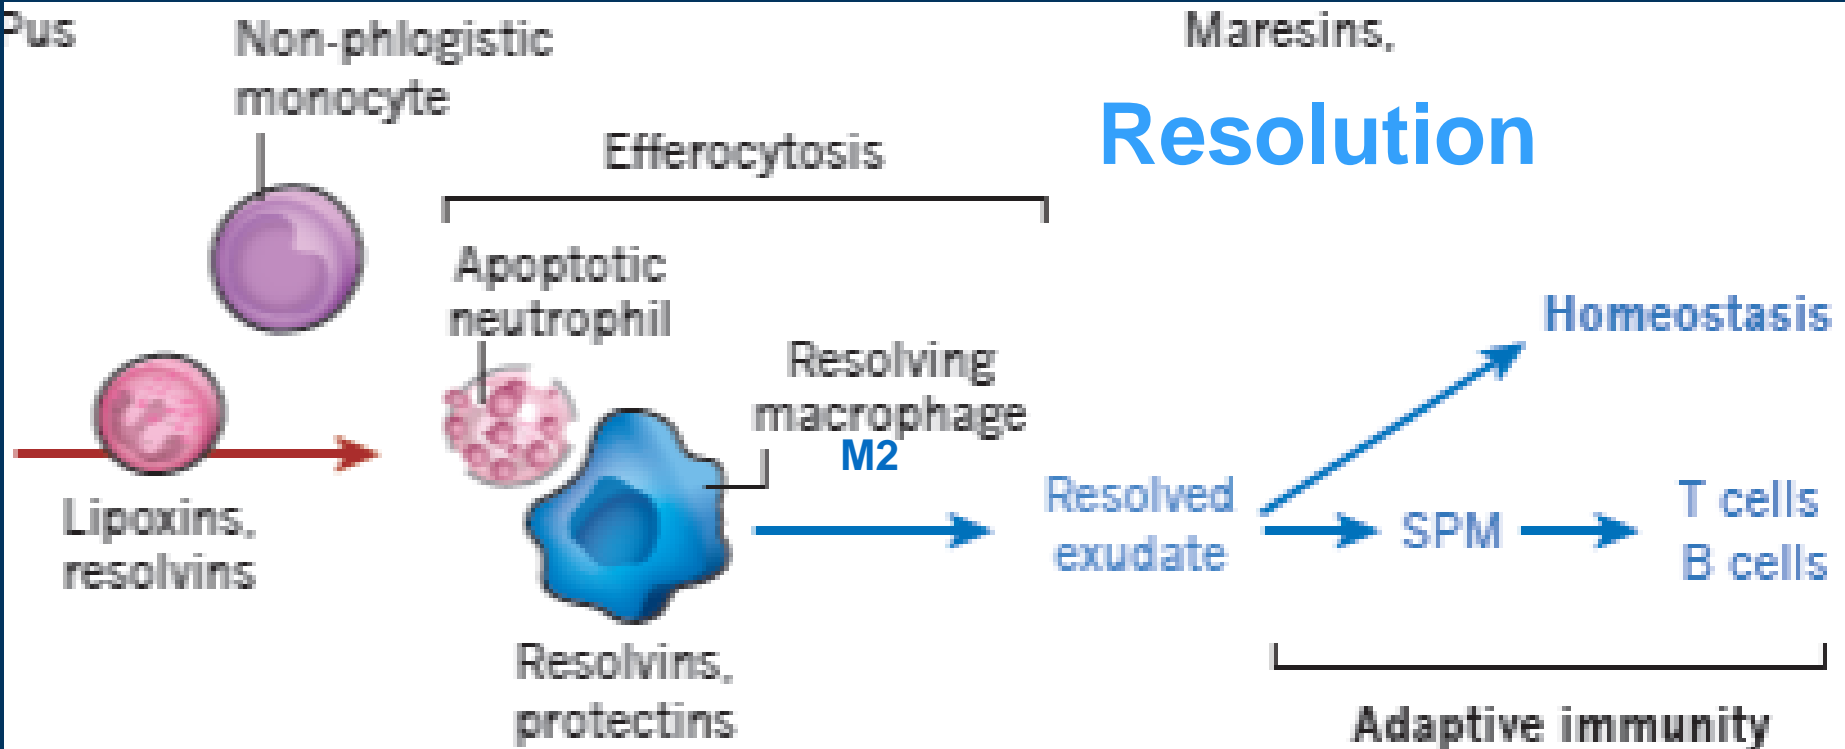 Pus
Non-phlogistic
monocyte
Maresins,
Resolution
Efferocytosis
Apoptotic
neutrophil
Resolving
macrophage
M2
Homeostasis
Lipoxins,
resolvins
Resolved
exudate
SPM
T cells
B cells
Resolvins,
protectins
Adaptive immunity